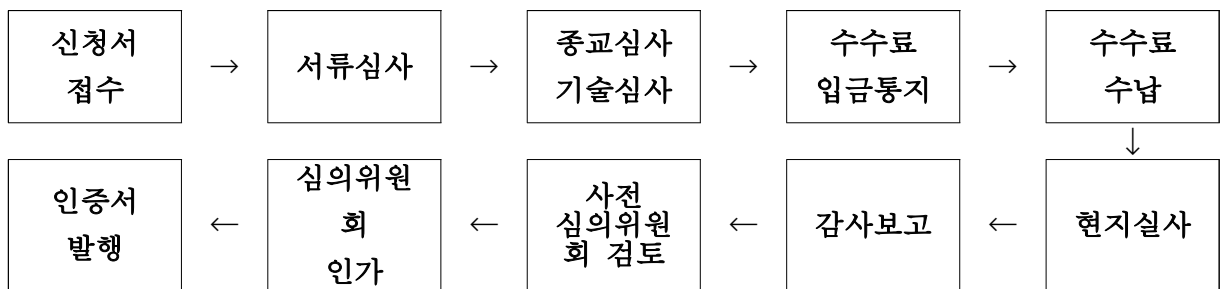 신청서
접수
→
서류심사
→
종교심사
기술심사
→
수수료
입금통지
→
수수료
수납
↓
현지실사
←
감사보고
←
사전
심의위원
회 검토
←
심의위원
회
인가
←
인증서
발행